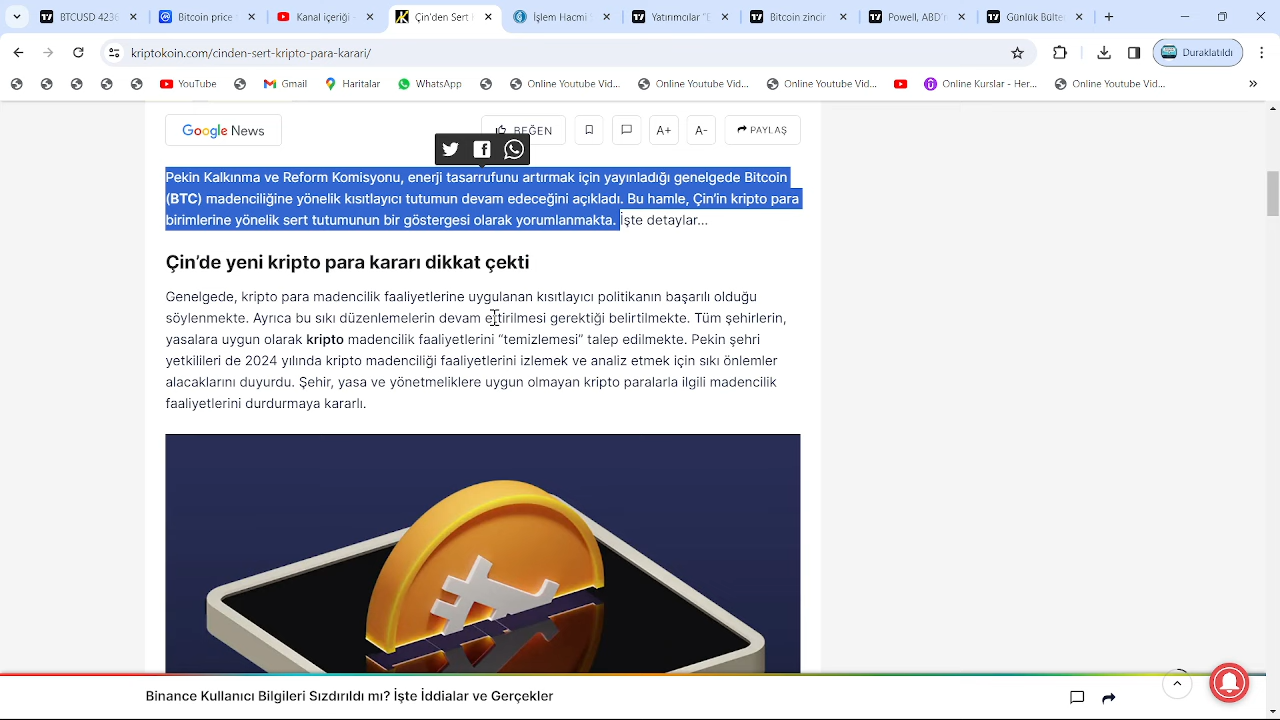 BTCUSD 4236
Bitcoin price
Kanal içeriği -
Çin'den Sert
İşlem Hacmi
Yatırımcılar "E
Bitcoin zincir
Powell, ABD'r
Günlük Bülte
kriptokoin.com/cinden-sert-kripto-para-karari/
Duraklatıldı
YouTube
Gmail
Haritalar
WhatsApp
Online Youtube Vid...
Online Youtube Vid...
Online Youtube Vid...
Online Kurslar - Her...
Online Youtube Vid...
Google News
BEĞEN
A+
A-
PAYLAŞ
Pekin Kalkınma ve Reform Komisyonu, enerji tasarrufunu artırmak için yayınladığı genelgede Bitcoin
(BTC) madenciliğine yönelik kısıtlayıcı tutumun devam edeceğini açıkladı. Bu hamle, Çin'in kripto para
birimlerine yönelik sert tutumunun bir göstergesi olarak yorumlanmakta. İşte detaylar...
Çin'de yeni kripto para kararı dikkat çekti
Genelgede, kripto para madencilik faaliyetlerine uygulanan kısıtlayıcı politikanın başarılı olduğu
söylenmekte. Ayrıca bu sıkı düzenlemelerin devam ettirilmesi gerektiği belirtilmekte. Tüm şehirlerin,
yasalara uygun olarak kripto madencilik faaliyetlerini "temizlemesi" talep edilmekte. Pekin şehri
yetkilileri de 2024 yılında kripto madenciliği faaliyetlerini izlemek ve analiz etmek için sıkı önlemler
alacaklarını duyurdu. Şehir, yasa ve yönetmeliklere uygun olmayan kripto paralarla ilgili madencilik
faaliyetlerini durdurmaya kararlı.
Binance Kullanıcı Bilgileri Sızdırıldı mı? İşte İddialar ve Gerçekler